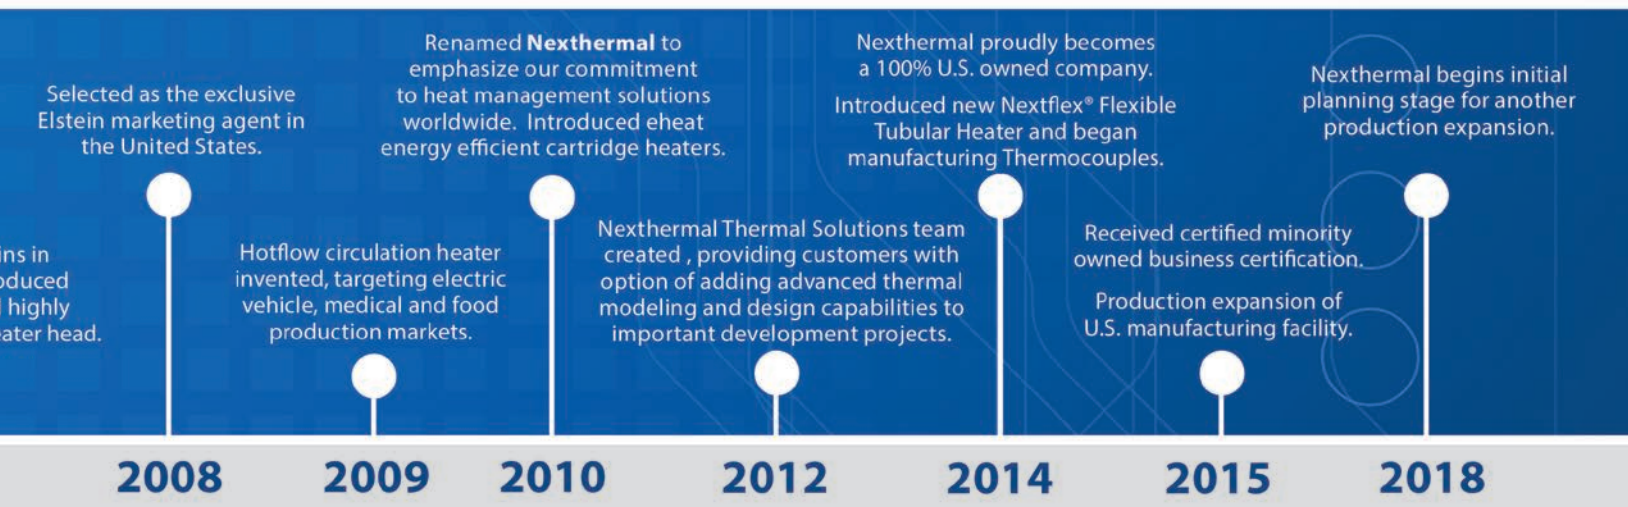 Selected as the exclusive
Elstein marketing agent in
the United States.
Renamed Nexthermal to
emphasize our commitment
to heat management solutions
worldwide. Introduced eheat
energy efficient cartridge heaters.
Nexthermal proudly becomes
a 100% U.S. owned company.
Introduced new Nextflex® Flexible
Tubular Heater and began
manufacturing Thermocouples.
Nexthermal begins initial
planning stage for another
production expansion.
in
highly
head.
Hotflow circulation heater
invented, targeting electric
vehicle, medical and food
production markets.
Nexthermal Thermal Solutions team
created , providing customers with
option of adding advanced thermal
modeling and design capabilities to
important development projects.
Received certified minority
owned business certification.
Production expansion of
U.S. manufacturing facility.
2008 2009 2010 2012 2014 2015 2018